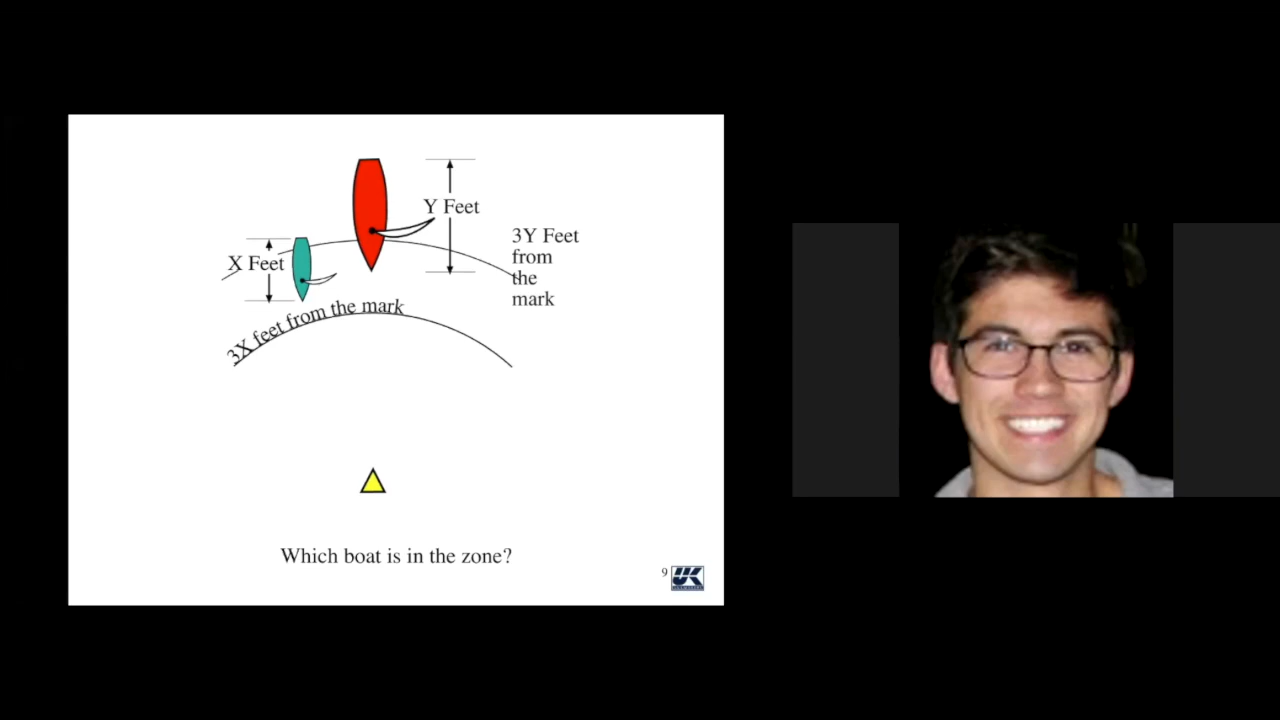 Y Feet
3Y Feet
from
the
mark
X Feet
3X feet from the mark
Which boat is in the zone?
9
UK